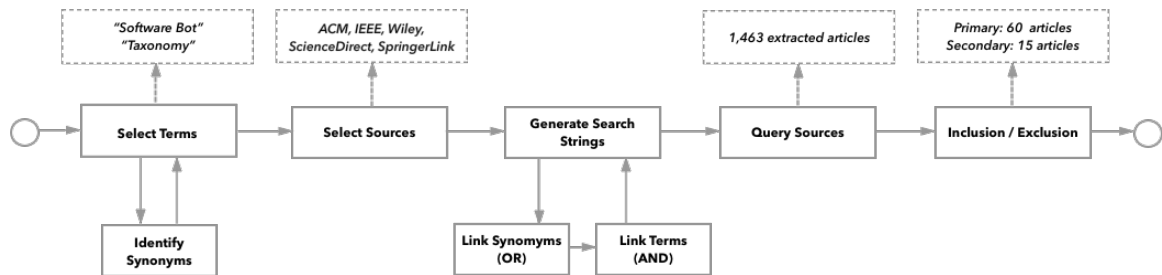 “Software Bot”
“Taxonomy”
ACM, IEEE, Wiley,
ScienceDirect, SpringerLink
1,463 extracted articles
Primary: 60 articles
Secondary: 15 articles
Select Terms
Select Sources
Generate Search
Strings
Query Sources
Inclusion / Exclusion
Identify
Synonyms
Link Synomyms
(OR)
Link Terms
(AND)